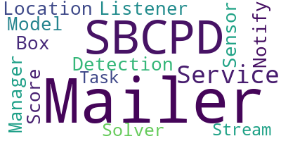 Location Listener
Model SBCPD Sensor Notify
Box
Detection Service
Manager Score Task
Mailer
Solver Stream